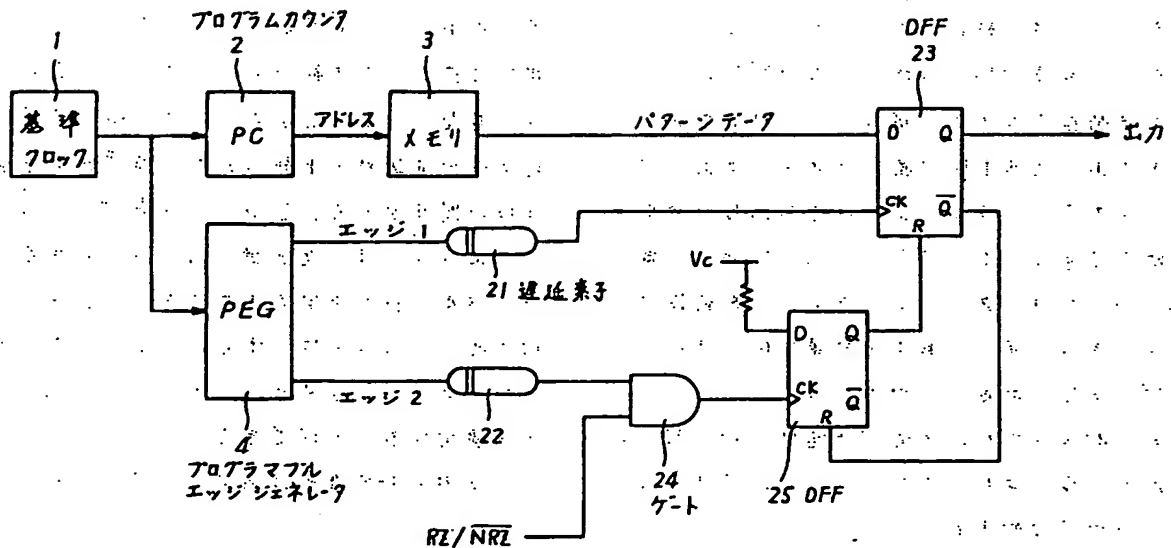 プログラムカウンタ
1
2
3
DFF
23
基準
クロック
PC
アドレス
メモリ
パターンデータ
D
Q
出力
CK
Q̅
R
エッジ 1
21 遅延素子
Vc
PEG
D
Q
CK
Q̅
R
エッジ 2
22
4
プログラマブル
エッジジェネレータ
24
ゲート
25 DFF
RZ/N̅R̅Z̅